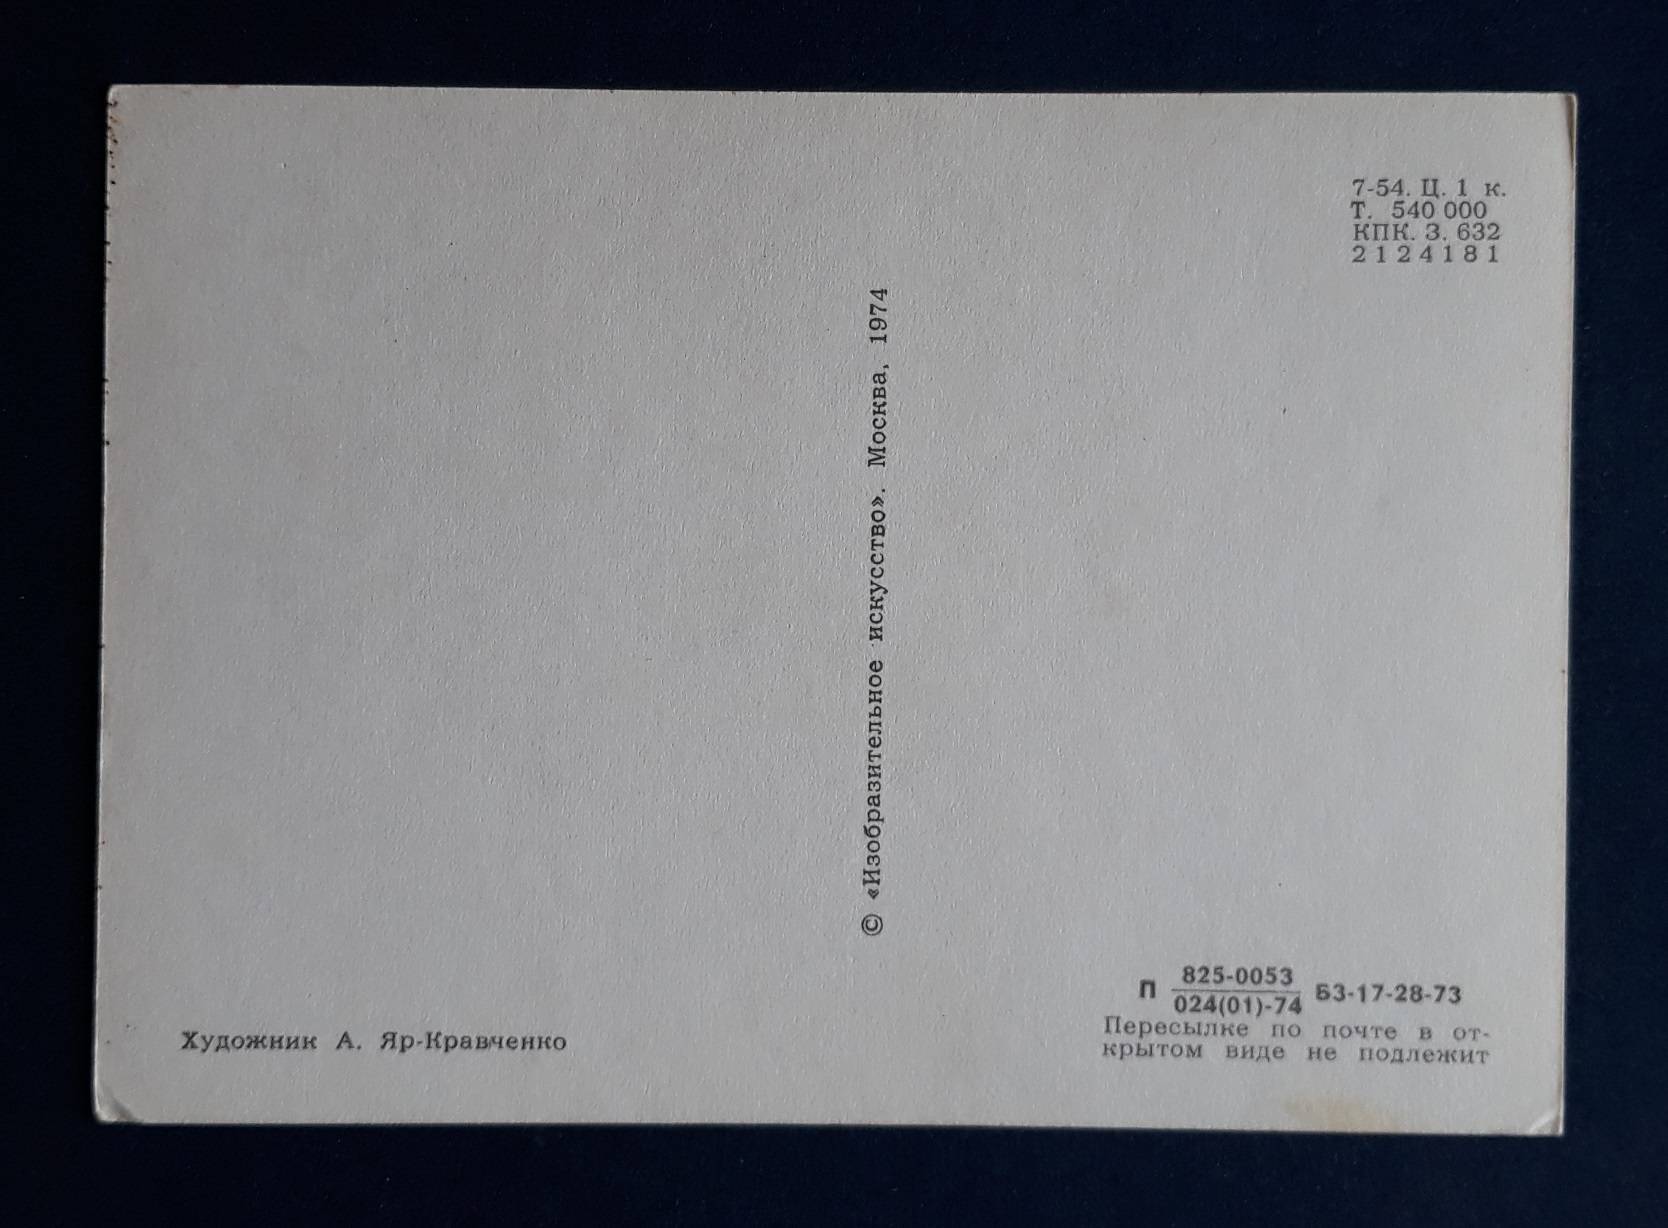 7-54. Ц. 1 к.
Т. 540 000
КПК. З. 632
2124181
© «Изобразительное искусство». Москва, 1974
Художник А. Яр-Кравченко
П 825-0053 Б3-17-28-73
024(01)-74
Пересылке по почте в от-
крытом виде не подлежит